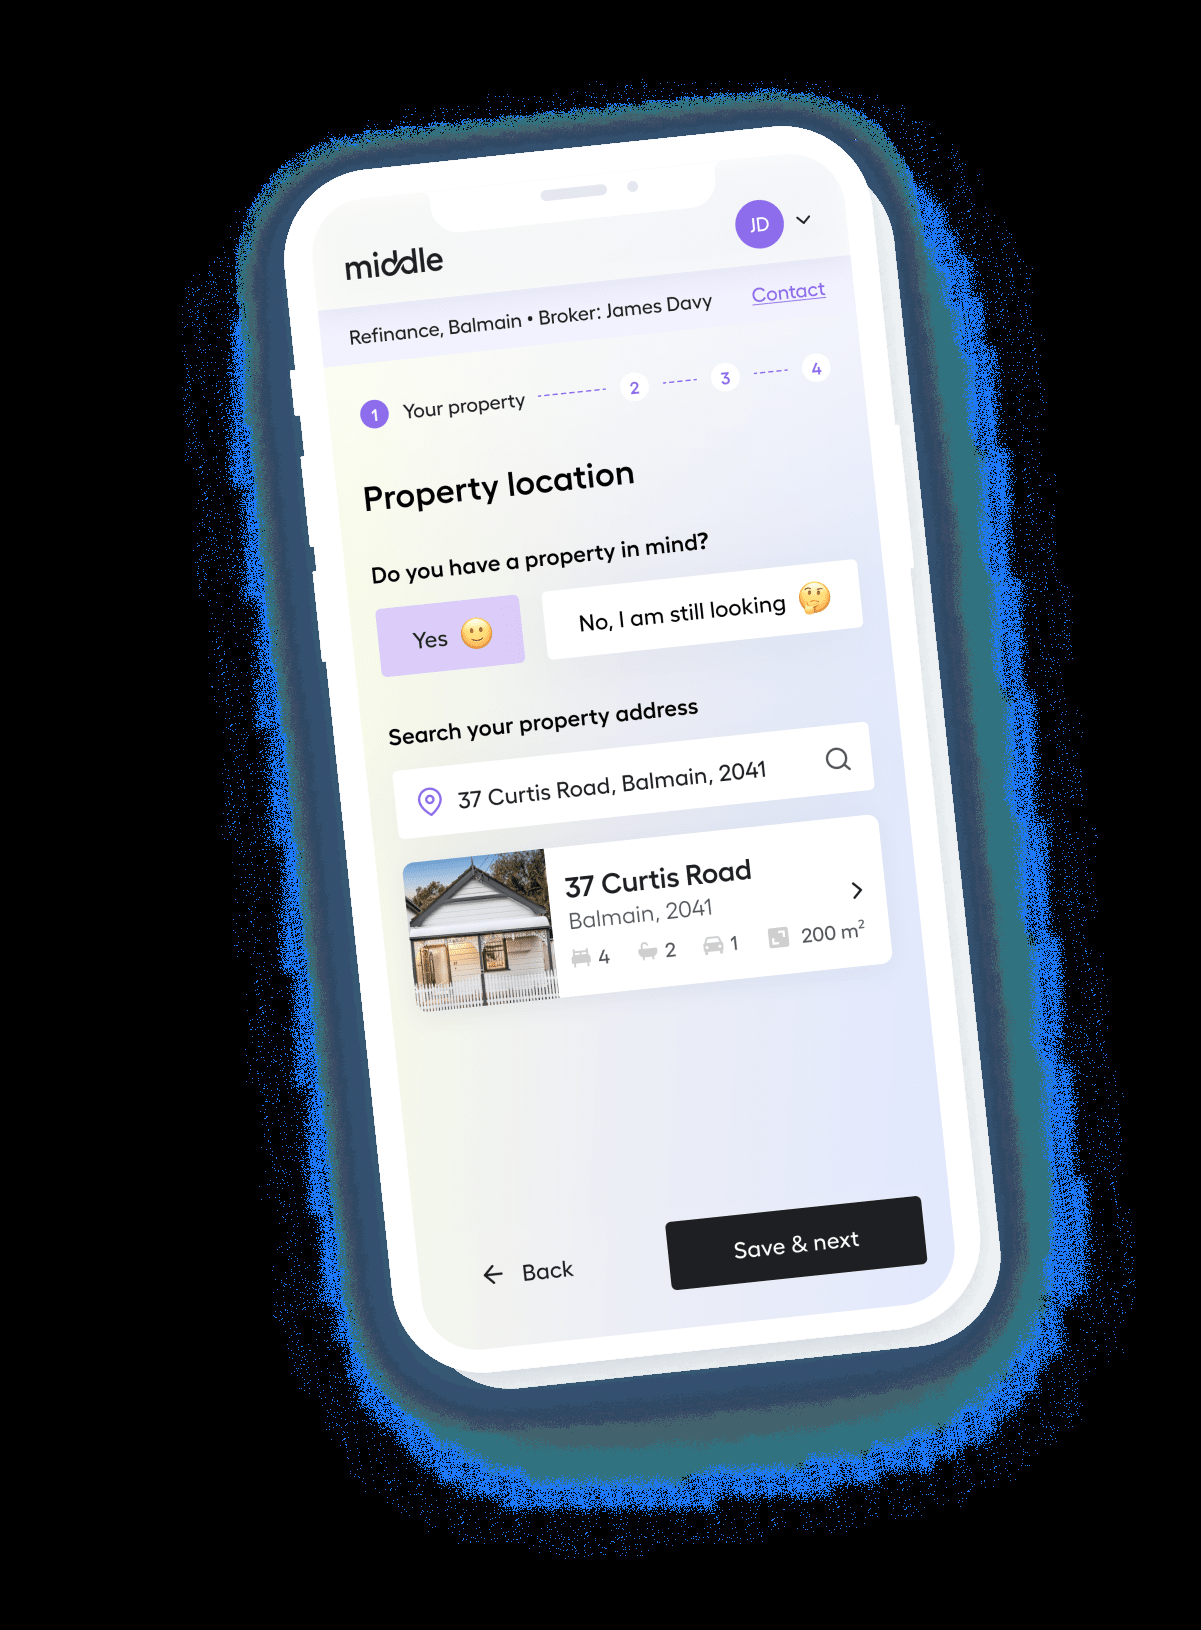 middle
JD
Refinance, Balmain • Broker: James Davy
Contact
1 Your property 2 3 4
Property location
Do you have a property in mind?
Yes 🙂
No, I am still looking 🤔
Search your property address
37 Curtis Road, Balmain, 2041
37 Curtis Road
Balmain, 2041
4 2 1 200 m²
Back
Save & next